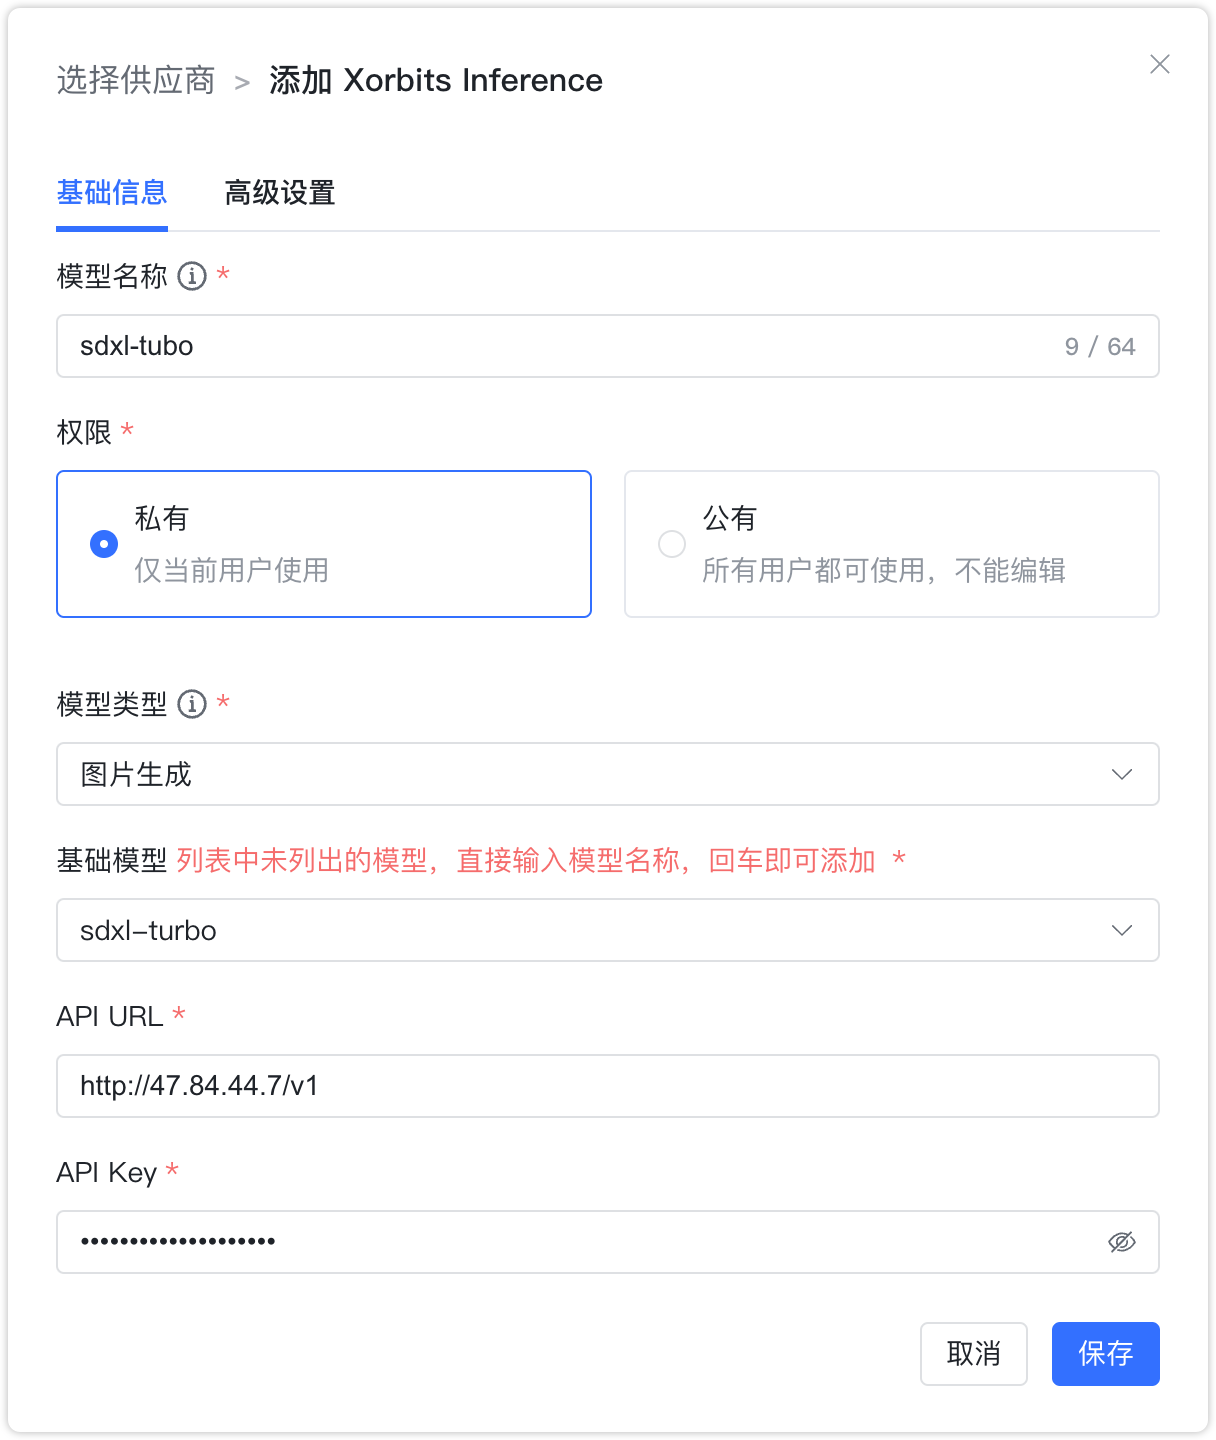 选择供应商 > 添加 Xorbits Inference
基础信息 高级设置
模型名称 *
sdxl-tubo 9 / 64
权限 *
私有
仅当前用户使用
公有
所有用户都可使用，不能编辑
模型类型 *
图片生成
基础模型 列表中未列出的模型，直接输入模型名称，回车即可添加 *
sdxl-turbo
API URL *
http://47.84.44.7/v1
API Key *
••••••••••••••••••••
取消 保存